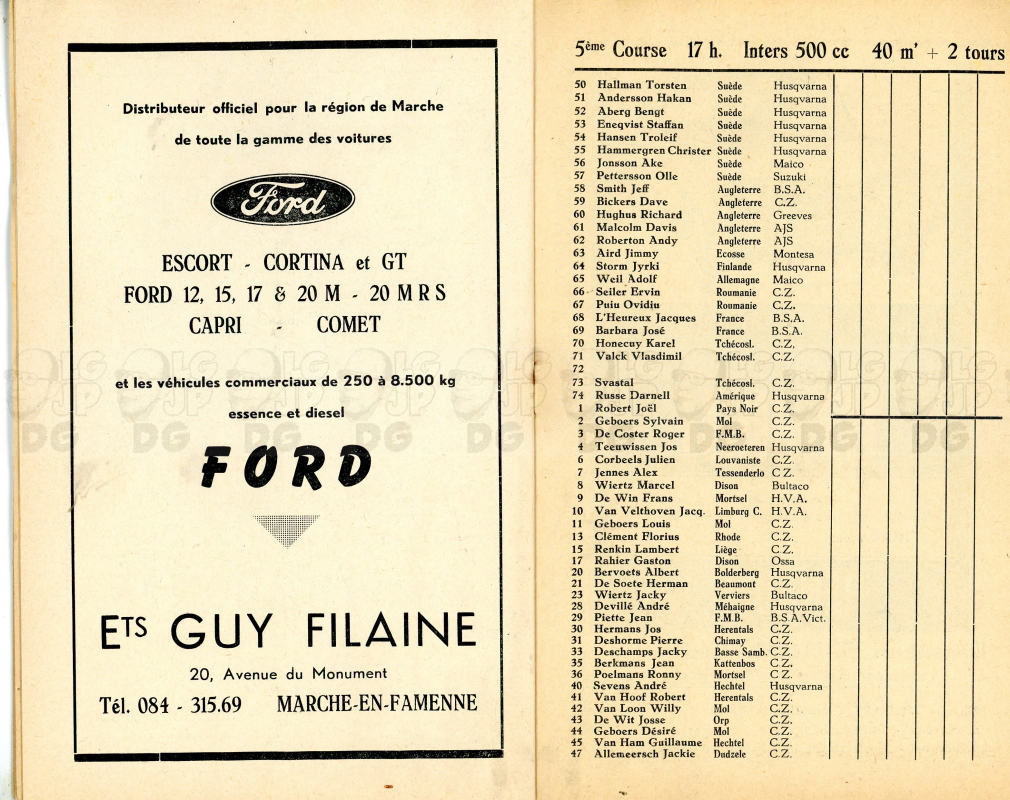 Distributeur officiel pour la région de Marche
de toute la gamme des voitures
Ford
ESCORT - CORTINA et GT
FORD 12, 15, 17 & 20 M - 20 M R S
CAPRI - COMET
et les véhicules commerciaux de 250 à 8.500 kg
essence et diesel
FORD
ETS GUY FILAINE
20, Avenue du Monument
Tél. 084 - 315.69 MARCHE-EN-FAMENNE
5ème Course 17 h. Inters 500 cc 40 m' + 2 tours
50 Hallman Torsten Suède Husqvarna
51 Andersson Hakan Suède Husqvarna
52 Aberg Bengt Suède Husqvarna
53 Eneqvist Staffan Suède Husqvarna
54 Hansen Troleif Suède Husqvarna
55 Hammergren Christer Suède Husqvarna
56 Jonsson Ake Suède Maico
57 Pettersson Olle Suède Suzuki
58 Smith Jeff Angleterre B.S.A.
59 Bickers Dave Angleterre C.Z.
60 Hughus Richard Angleterre Greeves
61 Malcolm Davis Angleterre AJS
62 Roberton Andy Angleterre AJS
63 Aird Jimmy Ecosse Montesa
64 Storm Jyrki Finlande Husqvarna
65 Weil Adolf Allemagne Maico
66 Seiler Ervin Roumanie C.Z.
67 Puiu Ovidiu Roumanie C.Z.
68 L'Heureux Jacques France B.S.A.
69 Barbara José France B.S.A.
70 Honecuy Karel Tchécosl. C.Z.
71 Valck Vlasdimil Tchécosl. C.Z.
72
73 Svastal Tchécosl. C.Z.
74 Russe Darnell Amérique Husqvarna
1 Robert Joël Pays Noir C.Z.
2 Geboers Sylvain Mol C.Z.
3 De Coster Roger F.M.B. C.Z.
4 Teeuwissen Jos Neeroeteren Husqvarna
6 Corbeels Julien Louvaniste C.Z.
7 Jennes Alex Tessenderlo C Z.
8 Wiertz Marcel Dison Bultaco
9 De Win Frans Mortsel H.V.A.
10 Van Velthoven Jacq. Limburg C. H.V.A.
11 Geboers Louis Mol C.Z.
13 Clément Florius Rhode C.Z.
15 Renkin Lambert Liège C.Z.
17 Rahier Gaston Dison Ossa
20 Bervoets Albert Bolderberg Husqvarna
21 De Soete Herman Beaumont C.Z.
23 Wiertz Jacky Verviers Bultaco
28 Devillé André Méhaigne Husqvarna
29 Piette Jean F.M.B. B.S.A.Vict.
30 Hermans Jos Herentals C.Z.
31 Deshorme Pierre Chimay C.Z.
33 Deschamps Jacky Basse Samb. C.Z.
35 Berkmans Jean Kattenbos C.Z.
36 Poelmans Ronny Mortsel C.Z.
40 Sevens André Hechtel Husqvarna
41 Van Hoof Robert Herentals C.Z.
42 Van Loon Willy Mol C.Z.
43 De Wit Josse Orp C.Z.
44 Geboers Désiré Mol C.Z.
45 Van Ham Guillaume Hechtel C.Z.
47 Allemeersch Jackie Dudzele C.Z.